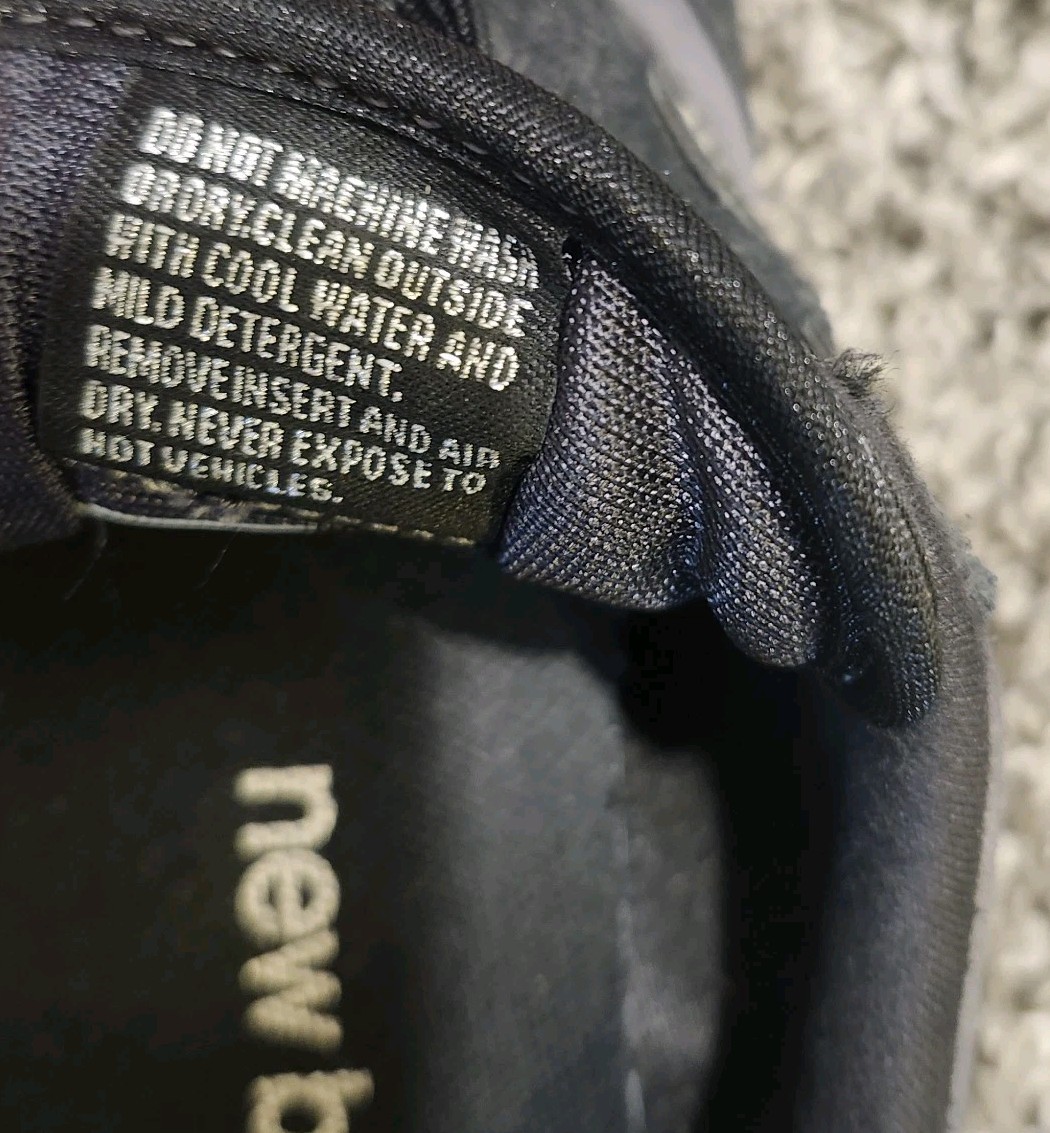 DO NOT MACHINE WASH
OR DRY.CLEAN OUTSIDE
WITH COOL WATER AND
MILD DETERGENT.
REMOVE INSERT AND AIR
DRY. NEVER EXPOSE TO
HOT VEHICLES.
new b